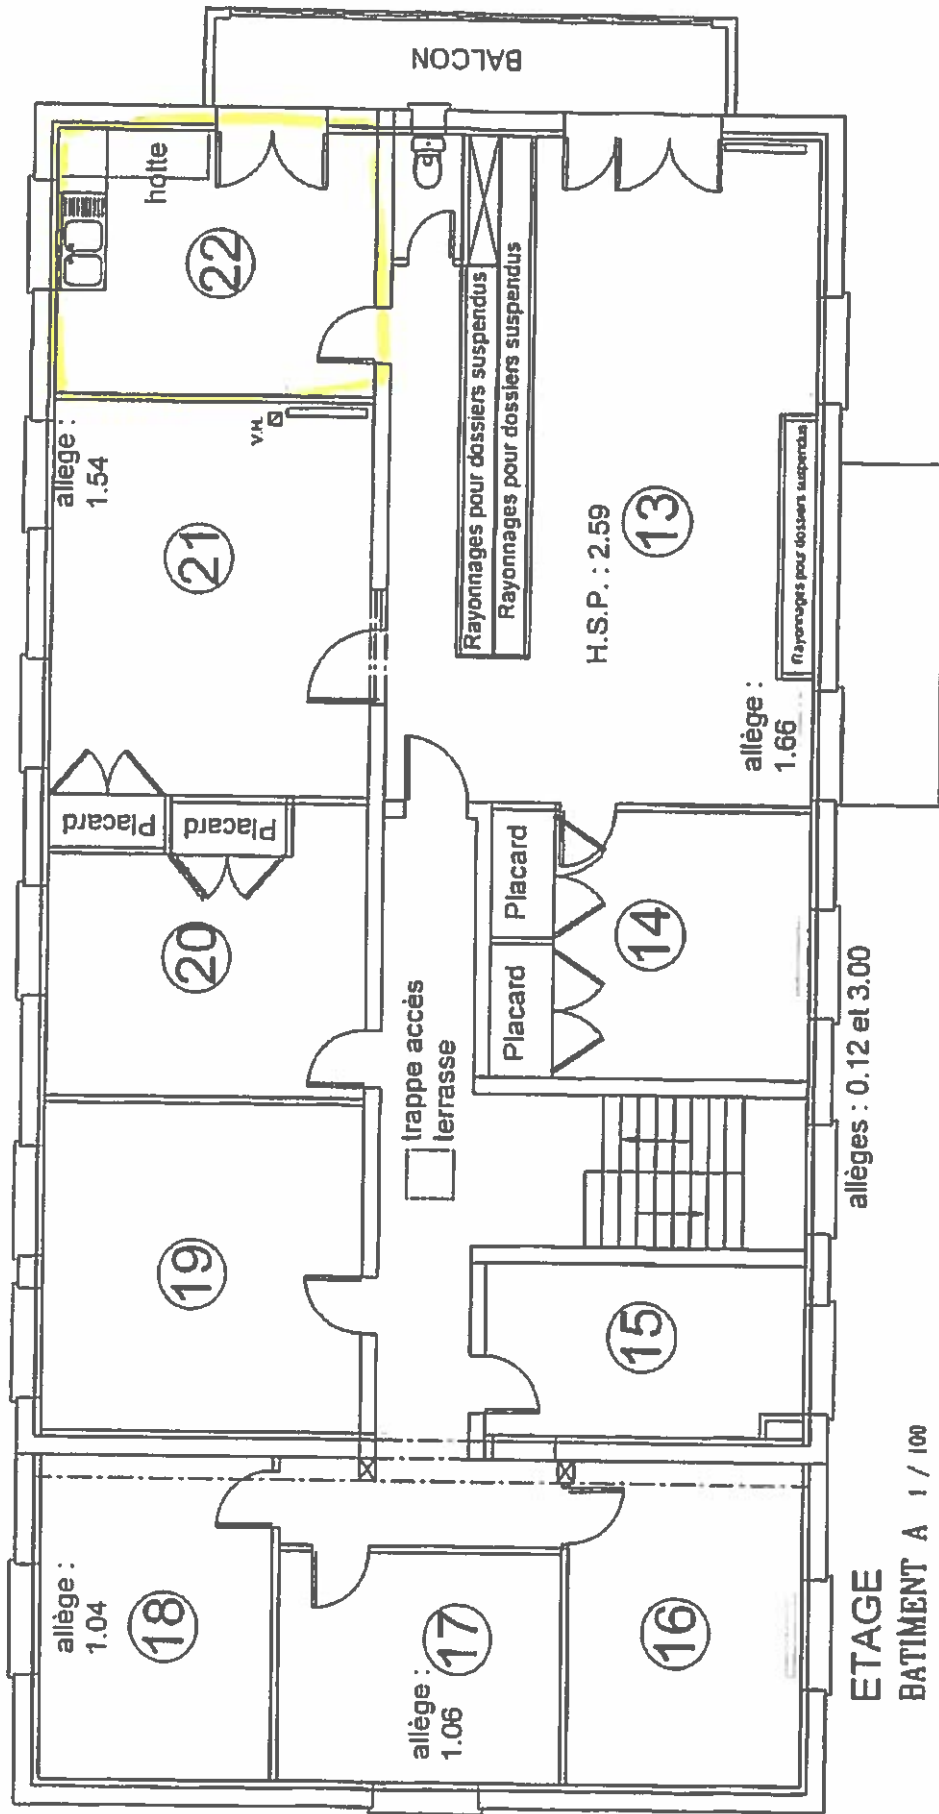 BALCON
hotte
22
allège :
1.54
V.H.
21
Rayonnages pour dossiers suspendus
Rayonnages pour dossiers suspendus
H.S.P. : 2.59
13
Rayonnages pour dossiers suspendus
allège :
1.66
Placard
Placard
20
Placard
Placard
14
trappe accès
terrasse
allèges : 0.12 et 3.00
19
15
allège :
1.04
18
allège :
1.06
17
16
ETAGE
BATIMENT A 1 / 100